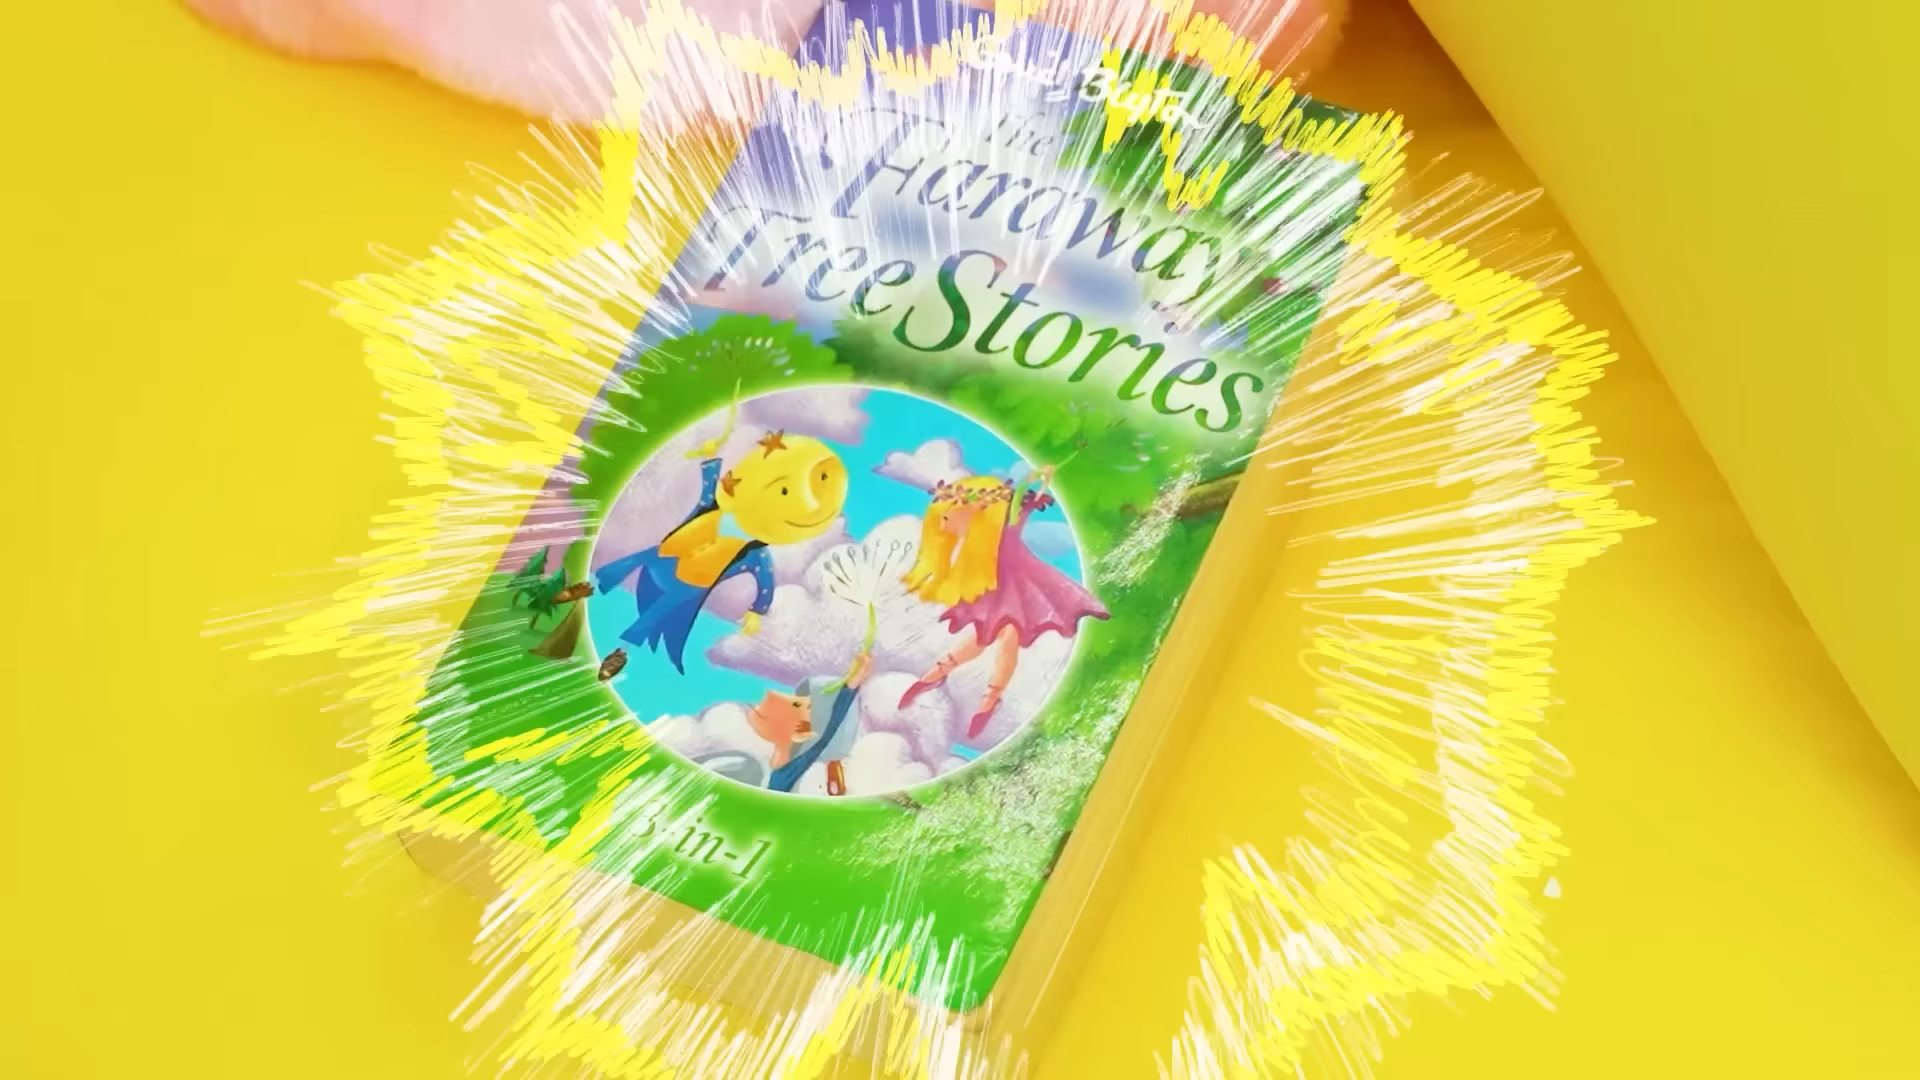 Enid Blyton
The
Faraway
Tree Stories
3-in-1